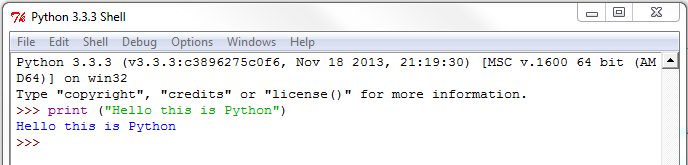 Python 3.3.3 Shell
File Edit Shell Debug Options Windows Help
Python 3.3.3 (v3.3.3:c3896275c0f6, Nov 18 2013, 21:19:30) [MSC v.1600 64 bit (AM
D64)] on win32
Type "copyright", "credits" or "license()" for more information.
>>> print ("Hello this is Python")
Hello this is Python
>>>